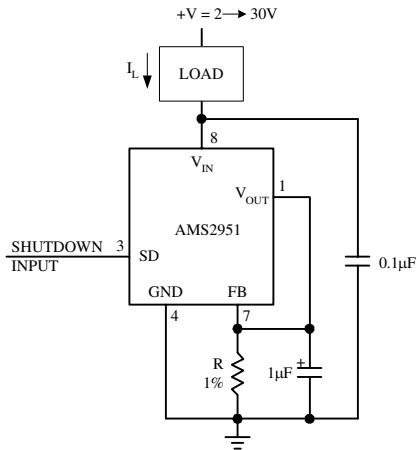 +V = 2→30V
I_L
LOAD
8
V_IN
1
V_OUT
AMS2951
SHUTDOWN
INPUT
3
SD
0.1µF
GND
FB
4
7
R
1%
1µF
+